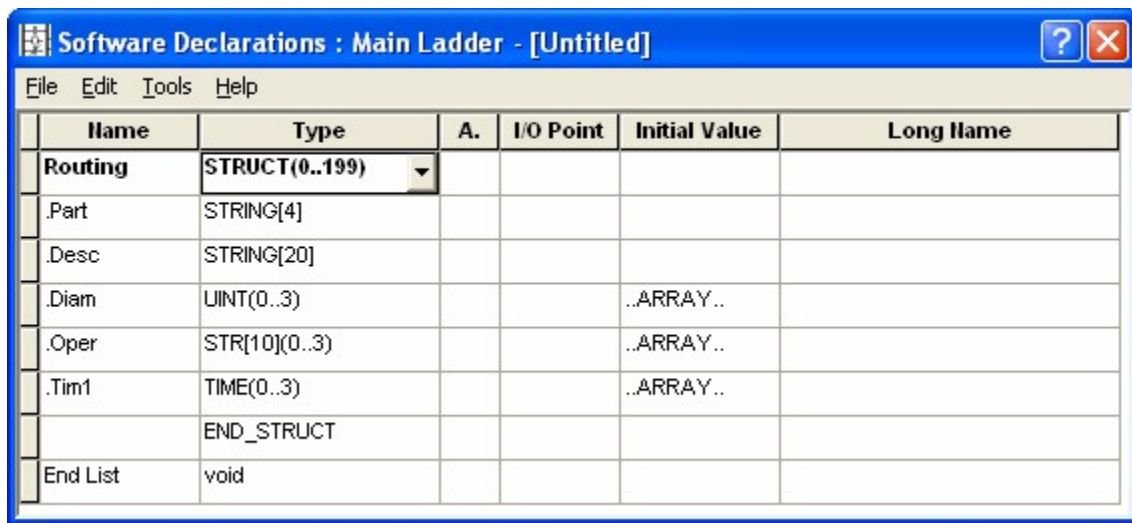 Software Declarations : Main Ladder - [Untitled]
File Edit Tools Help
Name Type A. I/O Point Initial Value Long Name
Routing STRUCT(0..199)
.Part STRING[4]
.Desc STRING[20]
.Diam UINT(0..3) ..ARRAY..
.Oper STR[10](0..3) ..ARRAY..
.Tim1 TIME(0..3) ..ARRAY..
END_STRUCT
End List void